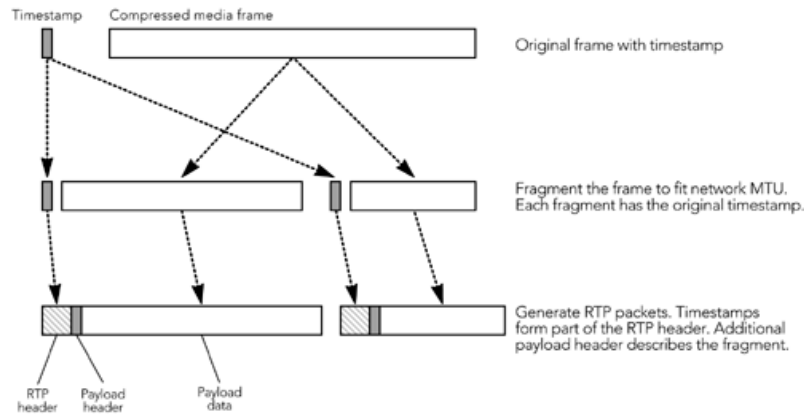 Timestamp
Compressed media frame
Original frame with timestamp
Fragment the frame to fit network MTU.
Each fragment has the original timestamp.
Generate RTP packets. Timestamps
form part of the RTP header. Additional
payload header describes the fragment.
RTP
header
Payload
header
Payload
data